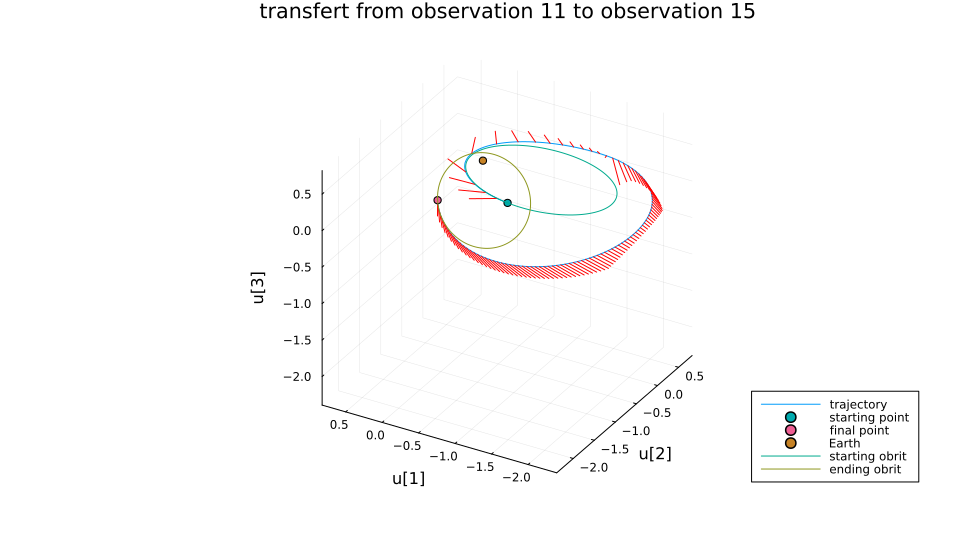 transfert from observation 11 to observation 15
0.5
0.0
−0.5
−1.0
−1.5
−2.0
u[3]
0.5
0.0
−0.5
−1.0
−1.5
−2.0
u[1]
0.5
0.0
−0.5
−1.0
−1.5
−2.0
u[2]
trajectory
starting point
final point
Earth
starting obrit
ending obrit